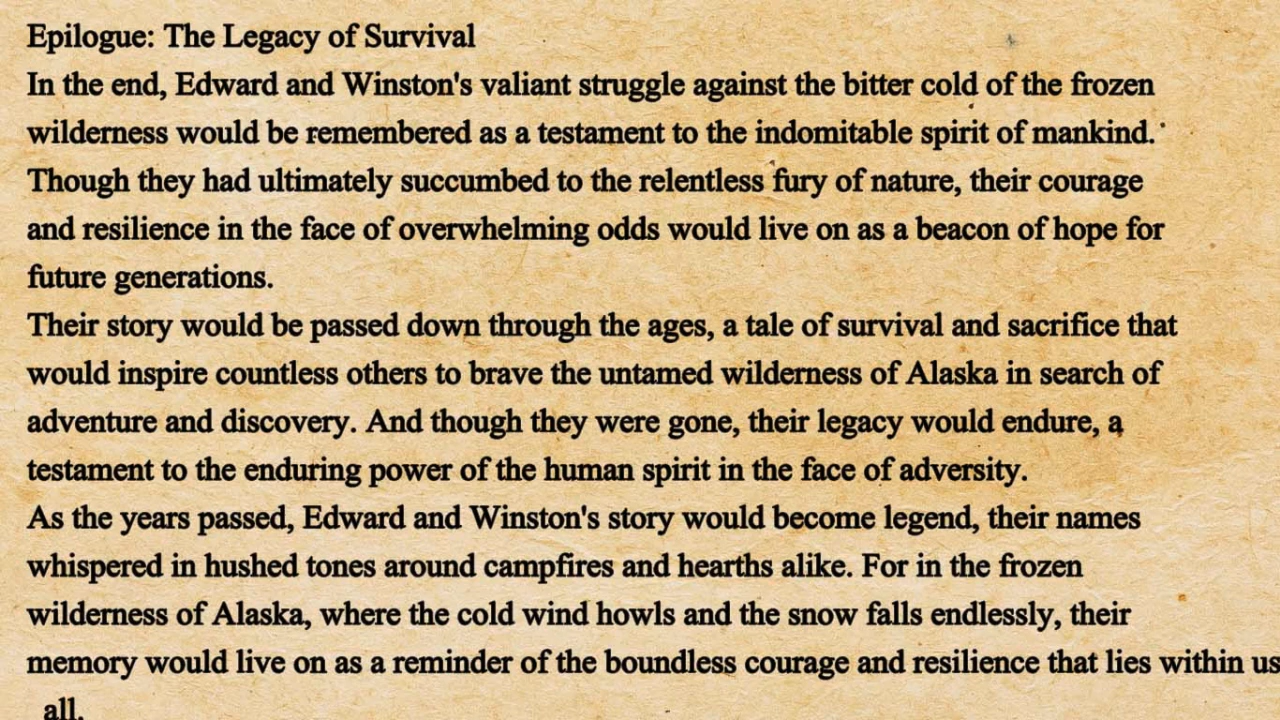 Epilogue: The Legacy of Survival
In the end, Edward and Winston's valiant struggle against the bitter cold of the frozen
wilderness would be remembered as a testament to the indomitable spirit of mankind.
Though they had ultimately succumbed to the relentless fury of nature, their courage
and resilience in the face of overwhelming odds would live on as a beacon of hope for
future generations.
Their story would be passed down through the ages, a tale of survival and sacrifice that
would inspire countless others to brave the untamed wilderness of Alaska in search of
adventure and discovery. And though they were gone, their legacy would endure, a
testament to the enduring power of the human spirit in the face of adversity.
As the years passed, Edward and Winston's story would become legend, their names
whispered in hushed tones around campfires and hearths alike. For in the frozen
wilderness of Alaska, where the cold wind howls and the snow falls endlessly, their
memory would live on as a reminder of the boundless courage and resilience that lies within us
all.